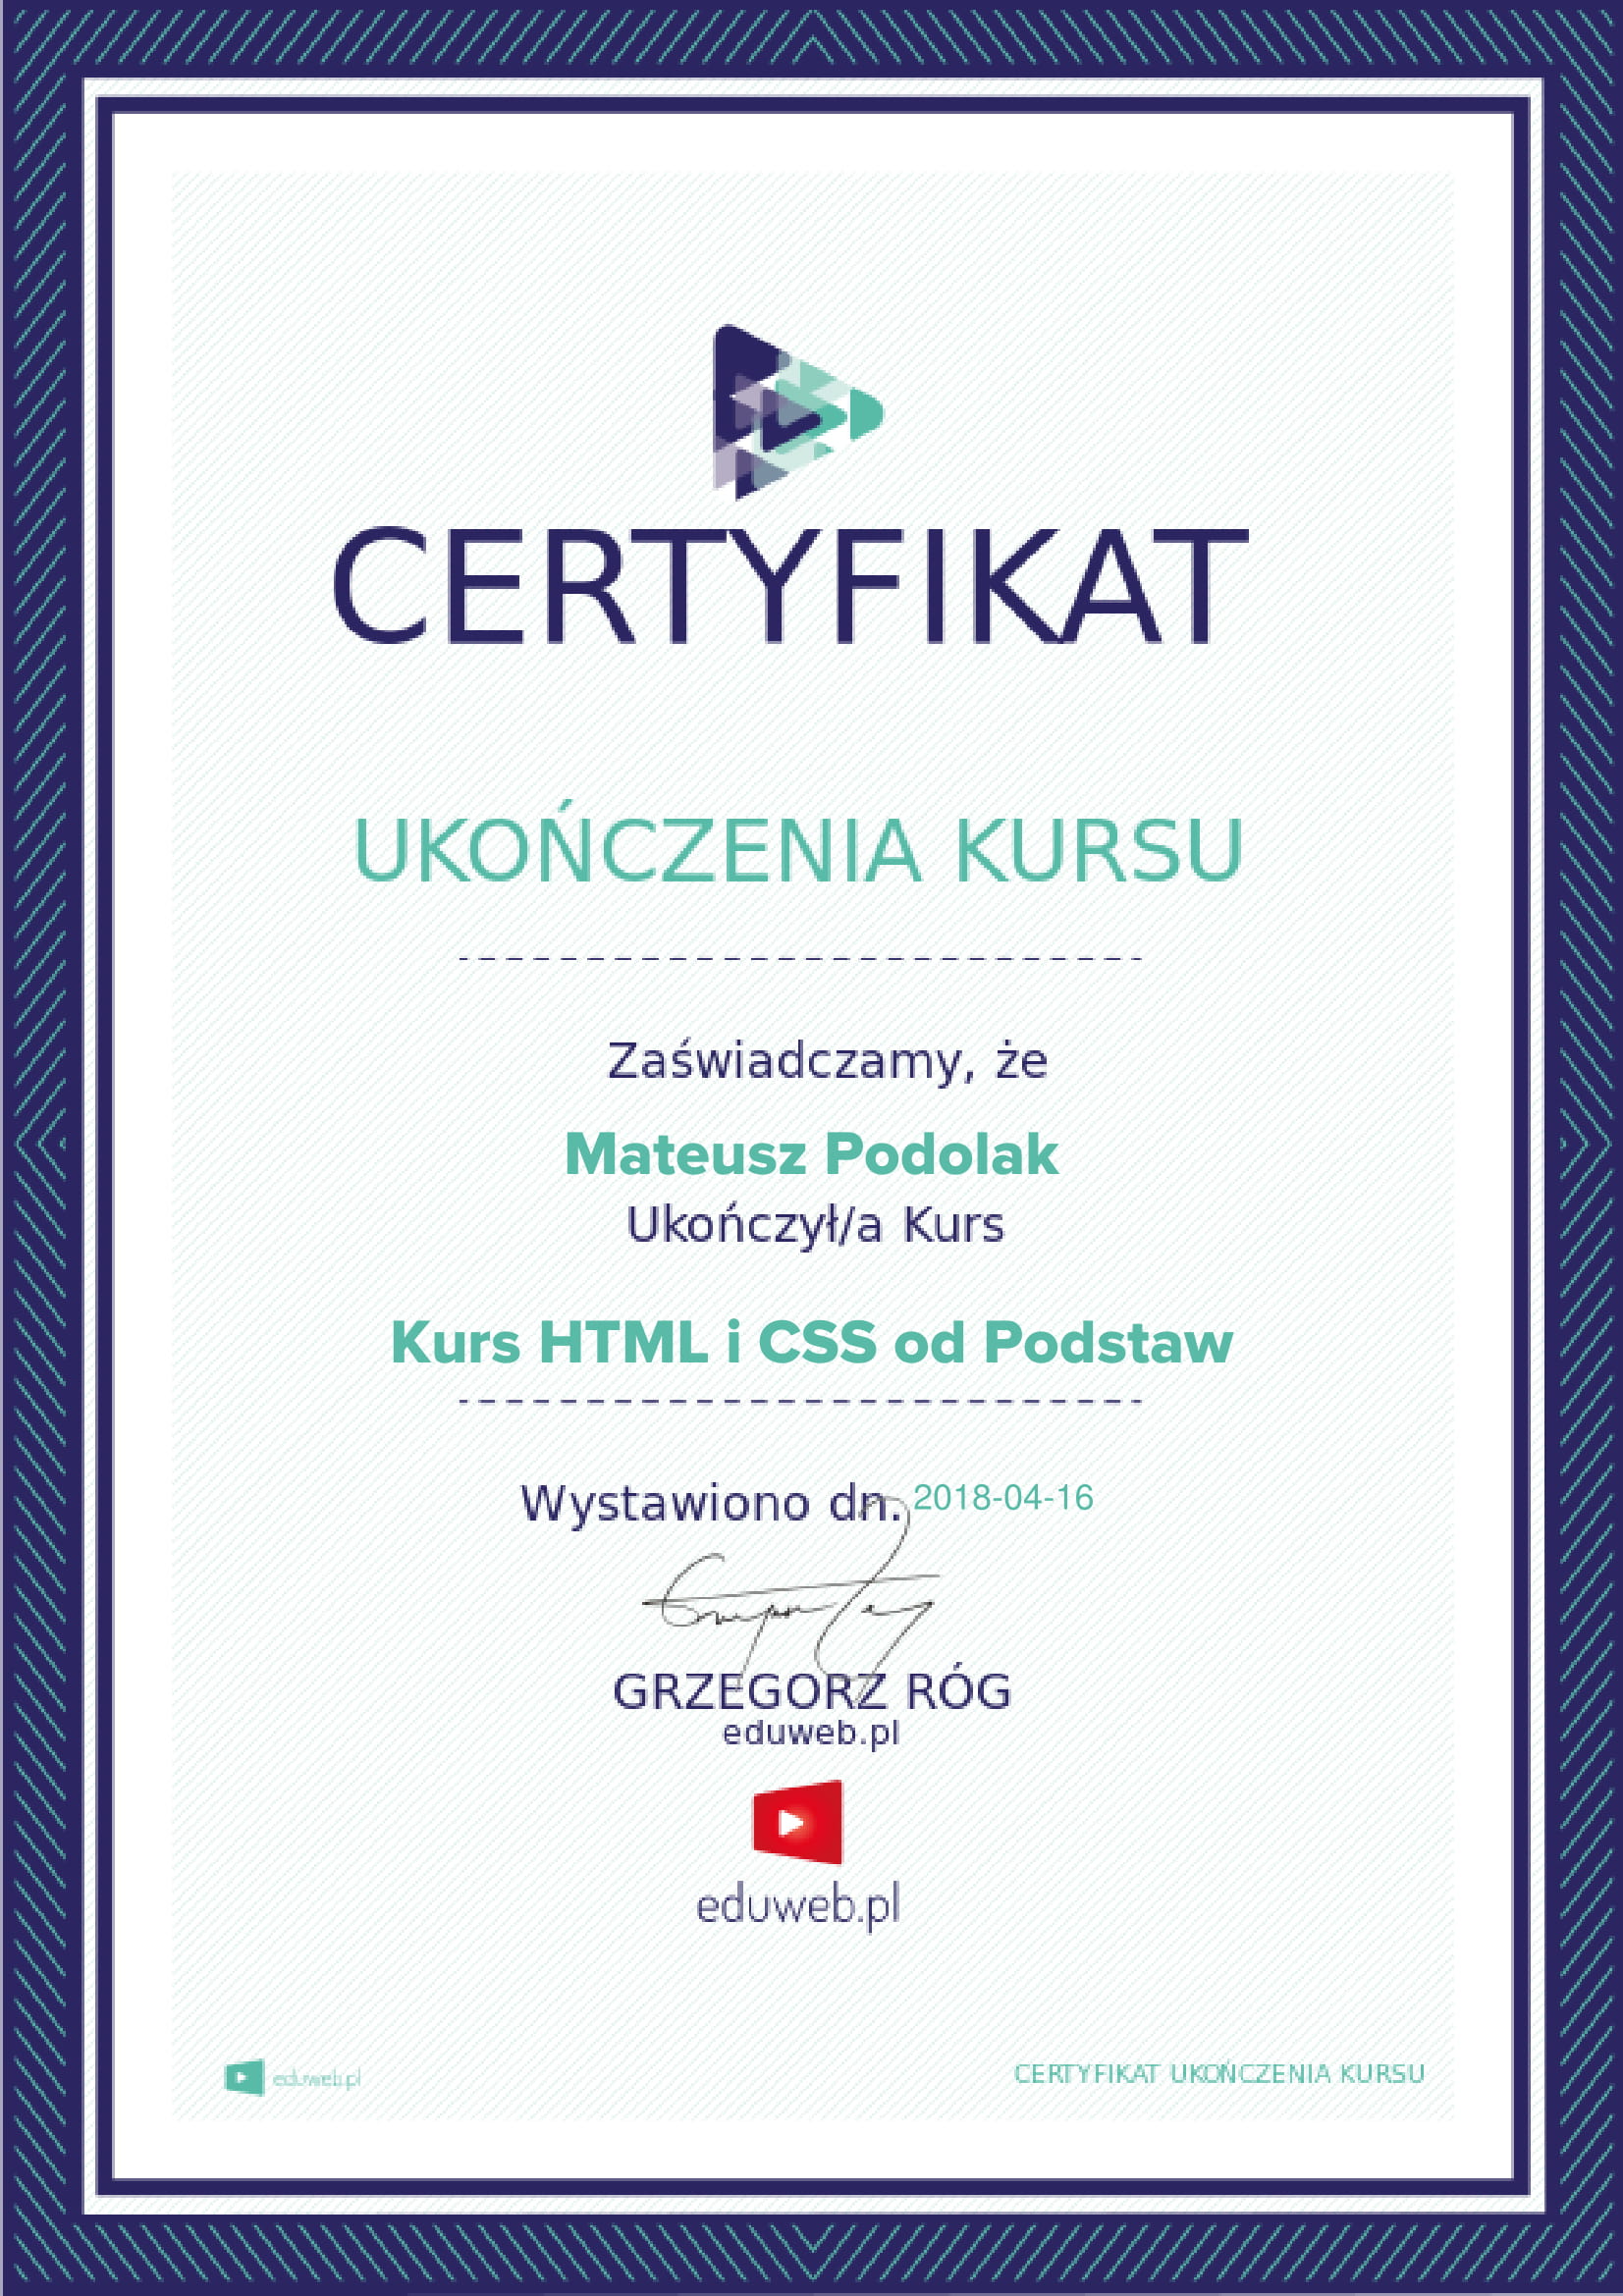 CERTYFIKAT
UKOŃCZENIA KURSU
Zaświadczamy, że
Mateusz Podolak
Ukończył/a Kurs
Kurs HTML i CSS od Podstaw
Wystawiono dn. 2018-04-16
GRZEGORZ RÓG
eduweb.pl
eduweb.pl
eduweb.pl
CERTYFIKAT UKOŃCZENIA KURSU